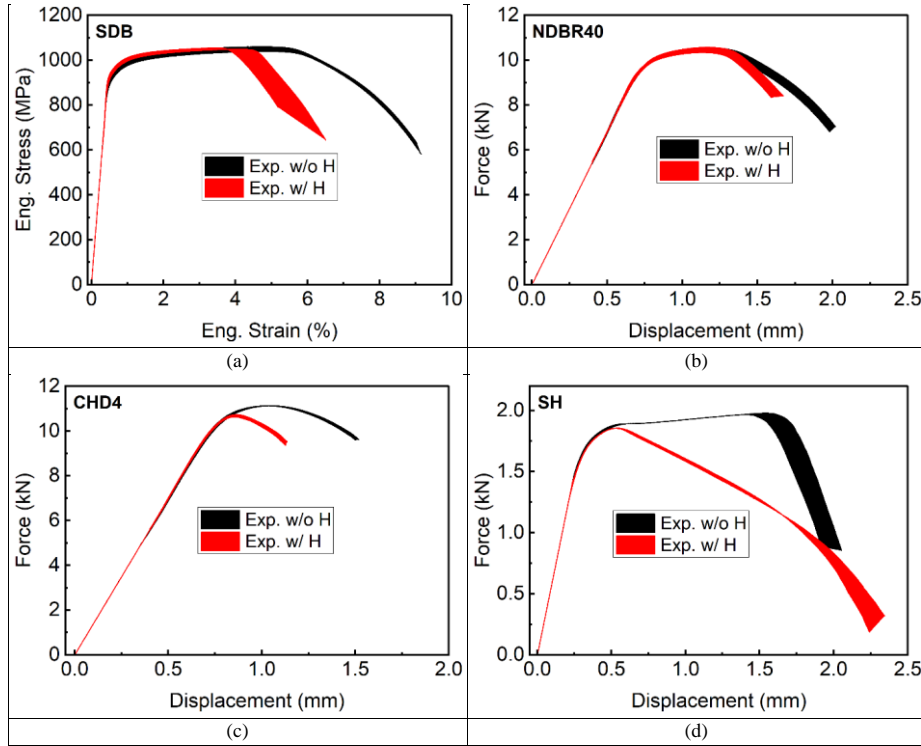 SDB
Eng. Stress (MPa)
1200
1000
800
600
400
200
0
Exp. w/o H
Exp. w/ H
0 2 4 6 8 10
Eng. Strain (%)
(a)
NDBR40
Force (kN)
12
10
8
6
4
2
0
Exp. w/o H
Exp. w/ H
0.0 0.5 1.0 1.5 2.0 2.5
Displacement (mm)
(b)
CHD4
Force (kN)
12
10
8
6
4
2
0
Exp. w/o H
Exp. w/ H
0.0 0.5 1.0 1.5 2.0
Displacement (mm)
(c)
SH
Force (kN)
2.0
1.5
1.0
0.5
0.0
Exp. w/o H
Exp. w/ H
0.0 0.5 1.0 1.5 2.0 2.5
Displacement (mm)
(d)